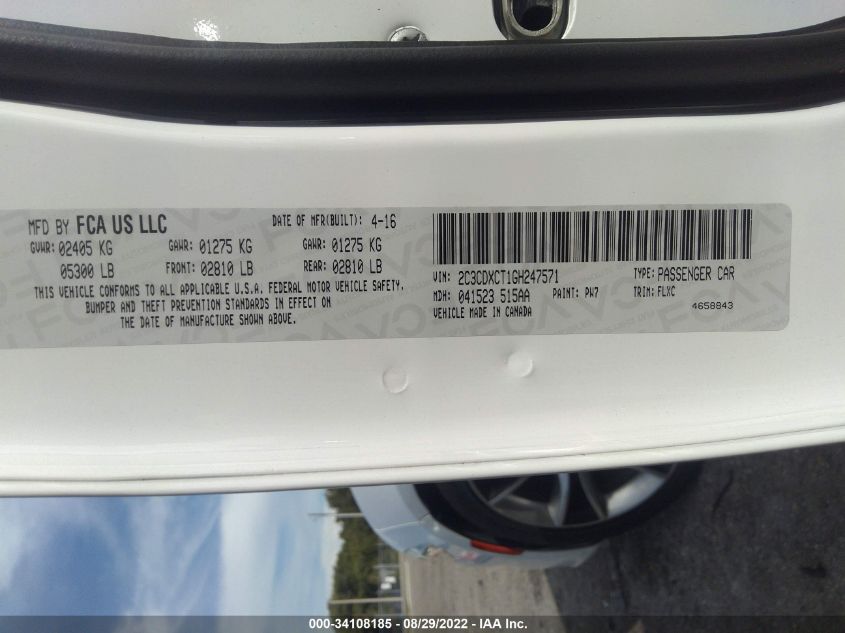 MFD BY FCA US LLC
DATE OF MFR(BUILT): 4-16
GVWR: 02405 KG GAWR: 01275 KG GAWR: 01275 KG
05300 LB FRONT: 02810 LB REAR: 02810 LB
THIS VEHICLE CONFORMS TO ALL APPLICABLE U.S.A. FEDERAL MOTOR VEHICLE SAFETY.
BUMPER AND THEFT PREVENTION STANDARDS IN EFFECT ON
THE DATE OF MANUFACTURE SHOWN ABOVE.
VIN: 2C3CDXCT1GH247571 TYPE: PASSENGER CAR
MDH: 041523 515AA PAINT: PW7 TRIM: FLXC
VEHICLE MADE IN CANADA 4658843
000-34108185 - 08/29/2022 - IAA Inc.